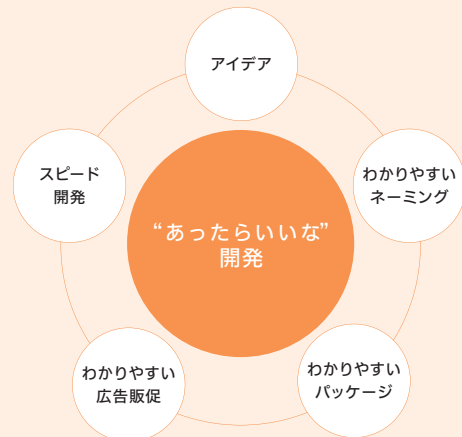 アイデア
スピード
開発
わかりやすい
ネーミング
“あったらいいな”
開発
わかりやすい
広告販促
わかりやすい
パッケージ